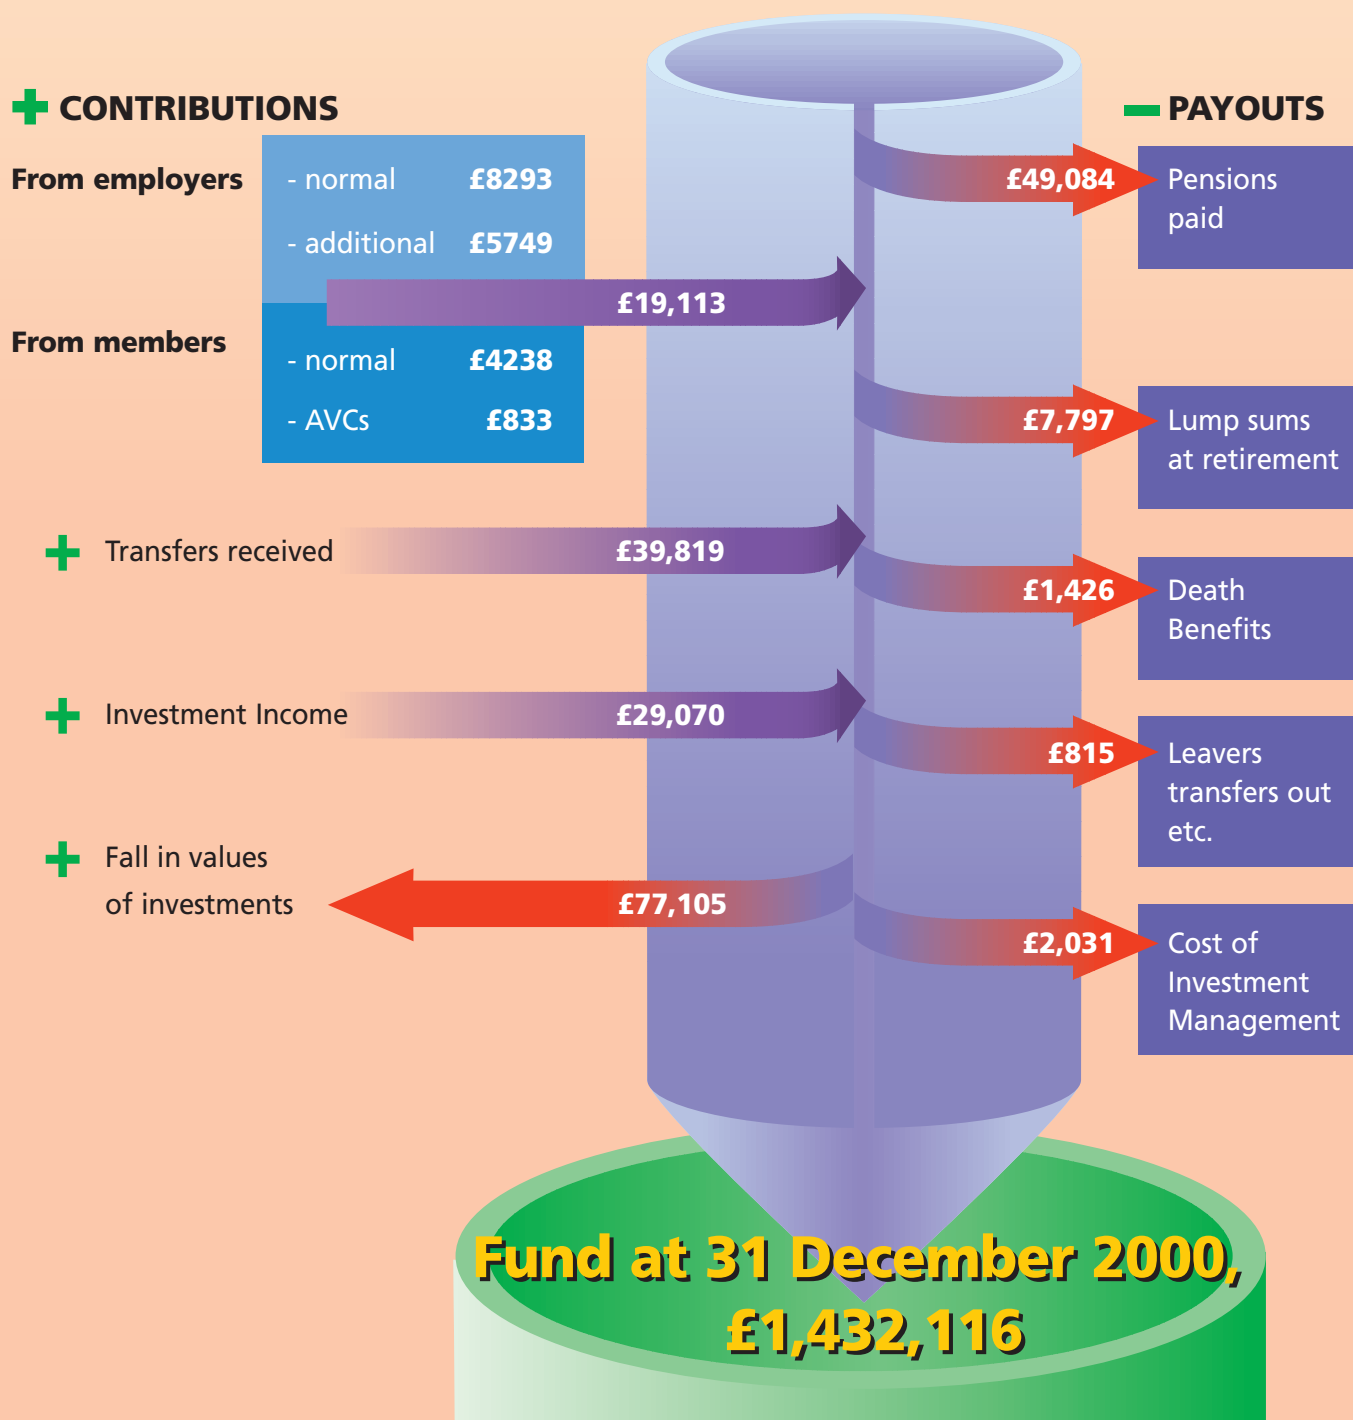 + CONTRIBUTIONS
From employers
- normal £8293
- additional £5749
£19,113
From members
- normal £4238
- AVCs £833
+ Transfers received £39,819
+ Investment Income £29,070
+ Fall in values
of investments £77,105
– PAYOUTS
£49,084 Pensions
paid
£7,797 Lump sums
at retirement
£1,426 Death
Benefits
£815 Leavers
transfers out
etc.
£2,031 Cost of
Investment
Management
Fund at 31 December 2000,
£1,432,116